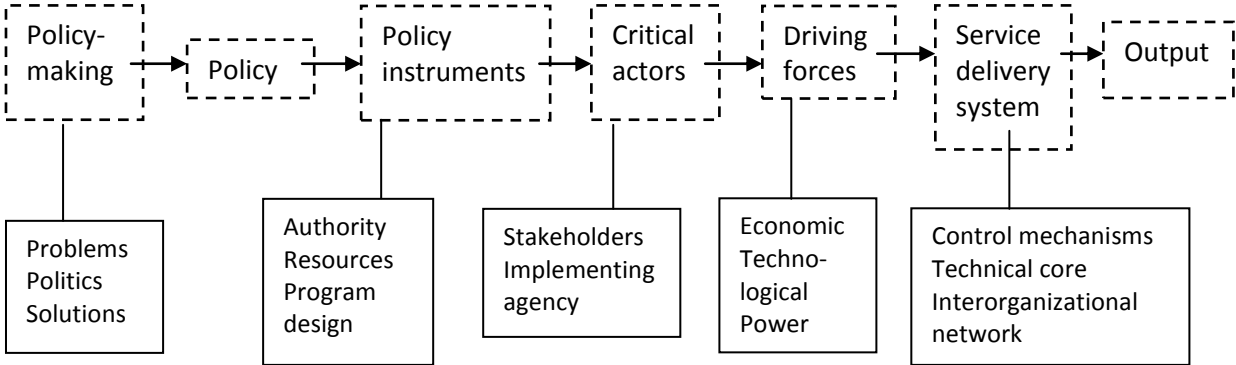 Policy-
making
Policy
Policy
instruments
Critical
actors
Driving
forces
Service
delivery
system
Output
Problems
Politics
Solutions
Authority
Resources
Program
design
Stakeholders
Implementing
agency
Economic
Techno-
logical
Power
Control mechanisms
Technical core
Interorganizational
network